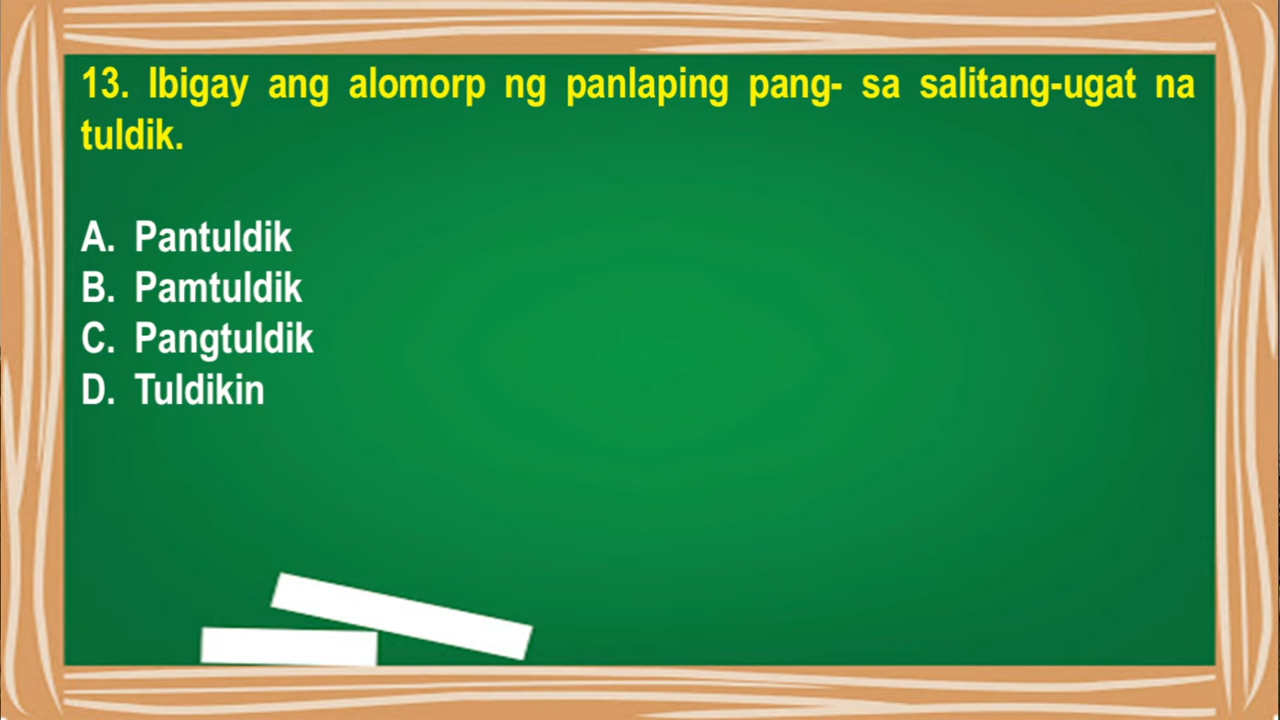 13. Ibigay ang alomorp ng panlaping pang- sa salitang-ugat na
tuldik.
A. Pantuldik
B. Pamtuldik
C. Pangtuldik
D. Tuldikin